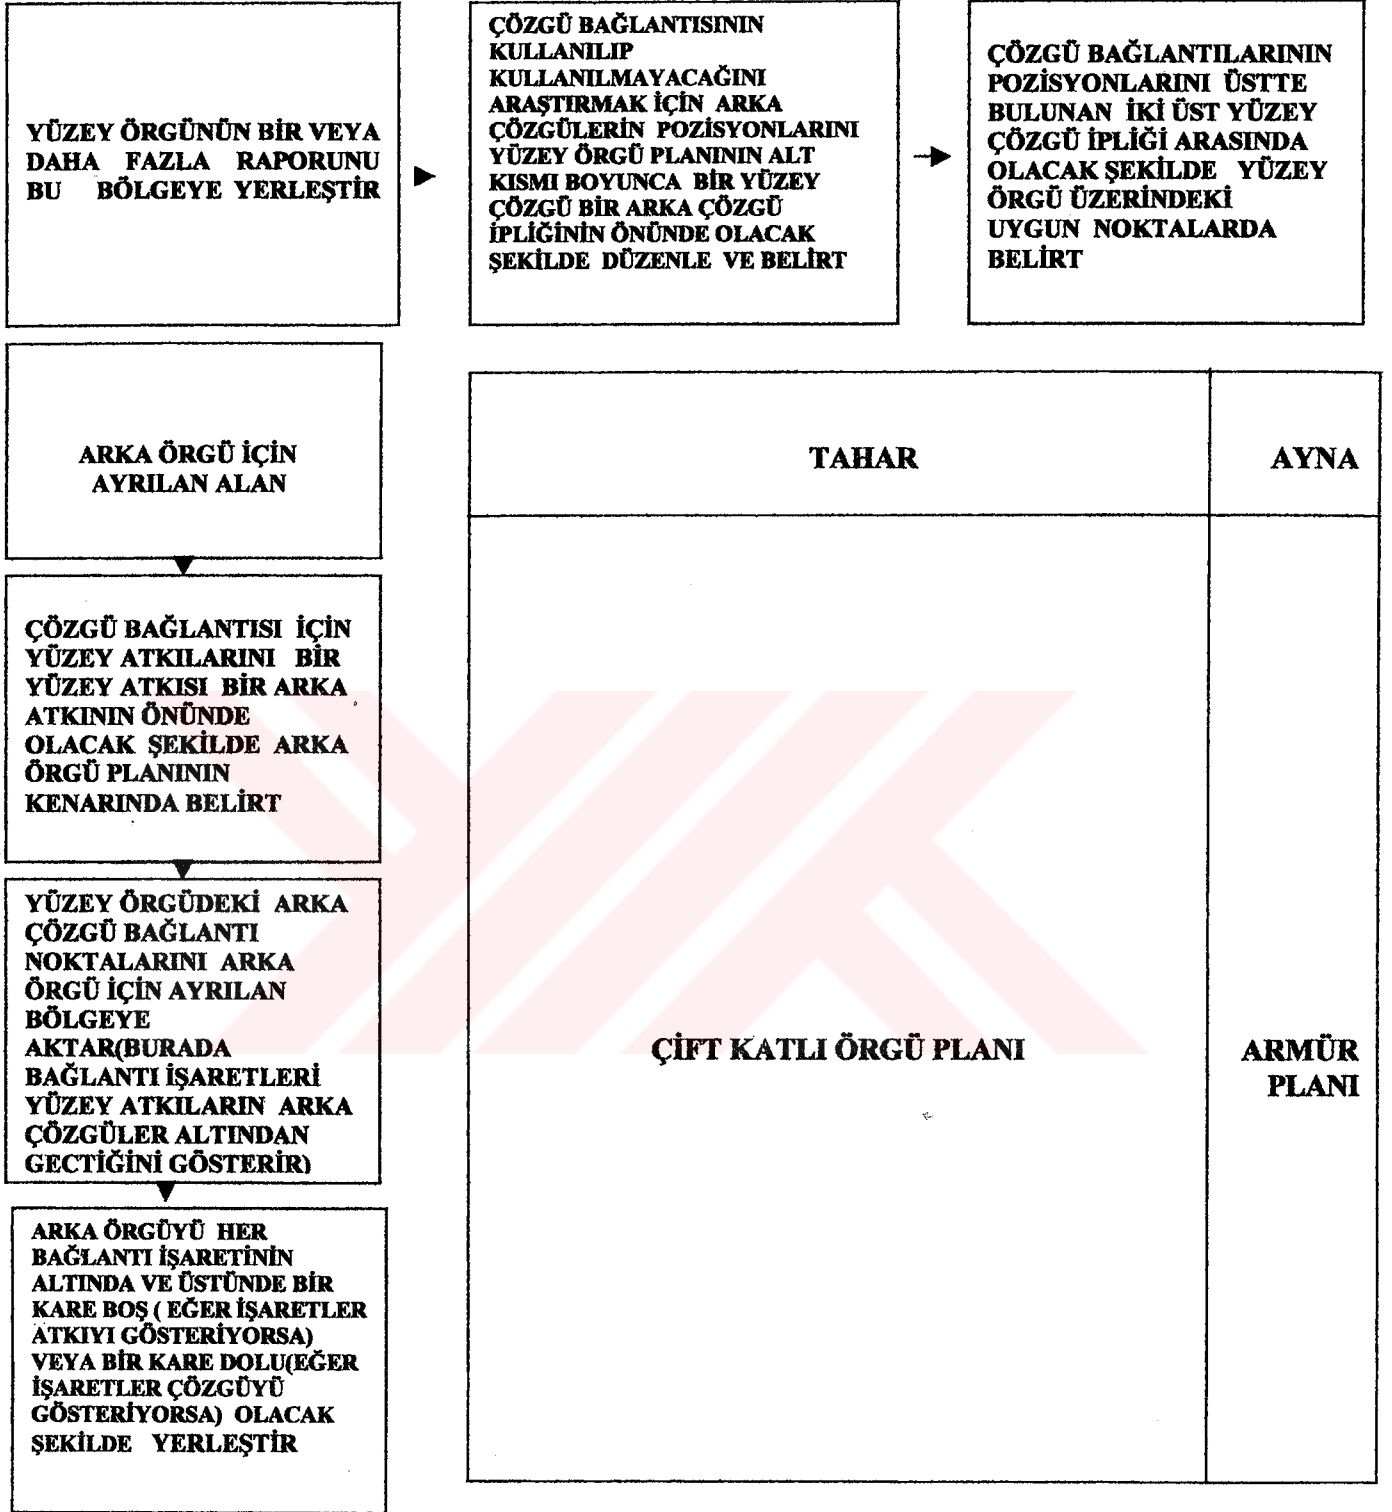 YÜZEY ÖRGÜNÜN BİR VEYA
DAHA FAZLA RAPORUNU
BU BÖLGEYE YERLEŞTİR
ÇÖZGÜ BAĞLANTISININ
KULLANILIP
KULLANILMAYACAĞINI
ARAŞTIRMAK İÇİN ARKA
ÇÖZGÜLERİN POZİSYONLARINI
YÜZEY ÖRGÜ PLANININ ALT
KISMI BOYUNCA BİR YÜZEY
ÇÖZGÜ BİR ARKA ÇÖZGÜ
İPLİĞİNİN ÖNÜNDE OLACAK
ŞEKİLDE DÜZENLE VE BELİRT
ÇÖZGÜ BAĞLANTILARININ
POZİSYONLARINI ÜSTTE
BULUNAN İKİ ÜST YÜZEY
ÇÖZGÜ İPLİĞİ ARASINDA
OLACAK ŞEKİLDE YÜZEY
ÖRGÜ ÜZERİNDEKİ
UYGUN NOKTALARDA
BELİRT
ARKA ÖRGÜ İÇİN
AYRILAN ALAN
ÇÖZGÜ BAĞLANTISI İÇİN
YÜZEY ATKILARINI BİR
YÜZEY ATKISI BİR ARKA
ATKININ ÖNÜNDE
OLACAK ŞEKİLDE ARKA
ÖRGÜ PLANININ
KENARINDA BELİRT
YÜZEY ÖRGÜDEKİ ARKA
ÇÖZGÜ BAĞLANTI
NOKTALARINI ARKA
ÖRGÜ İÇİN AYRILAN
BÖLGEYE
AKTAR(BURADA
BAĞLANTI İŞARETLERİ
YÜZEY ATKILARIN ARKA
ÇÖZGÜLER ALTINDAN
GECTİĞİNİ GÖSTERİR)
ARKA ÖRGÜYÜ HER
BAĞLANTI İŞARETİNİN
ALTINDA VE ÜSTÜNDE BİR
KARE BOŞ ( EĞER İŞARETLER
ATKIYI GÖSTERİYORSA)
VEYA BİR KARE DOLU(EĞER
İŞARETLER ÇÖZGÜYÜ
GÖSTERİYORSA) OLACAK
ŞEKİLDE YERLEŞTİR
TAHAR
AYNA
ÇİFT KATLI ÖRGÜ PLANI
ARMÜR
PLANI